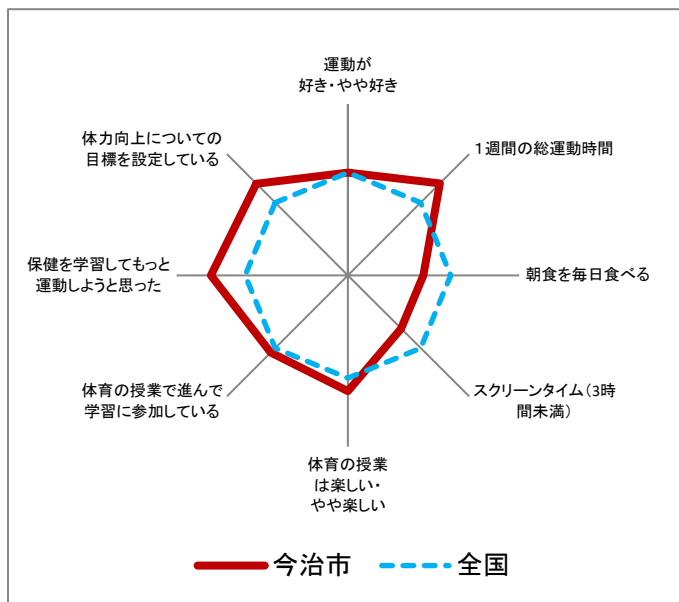 運動が
好き・やや好き
1週間の総運動時間
朝食を毎日食べる
スクリーンタイム(3時
間未満)
体育の授業
は楽しい・
やや楽しい
体育の授業で進んで
学習に参加している
保健を学習してもっと
運動しようと思った
体力向上についての
目標を設定している
今治市
全国